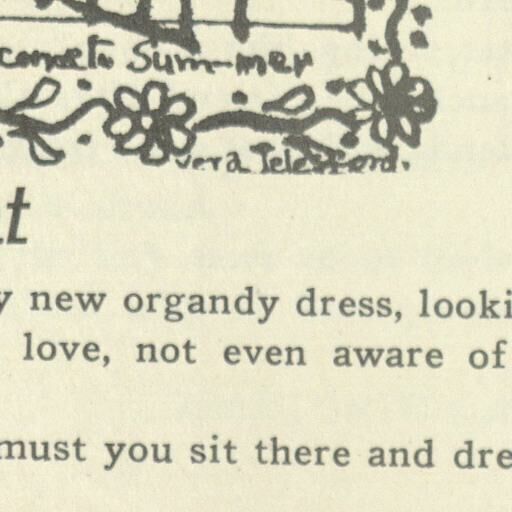 cometh Sum-mer
vera Telesford.
t
y new organdy dress, looki
love, not even aware of
must you sit there and dre